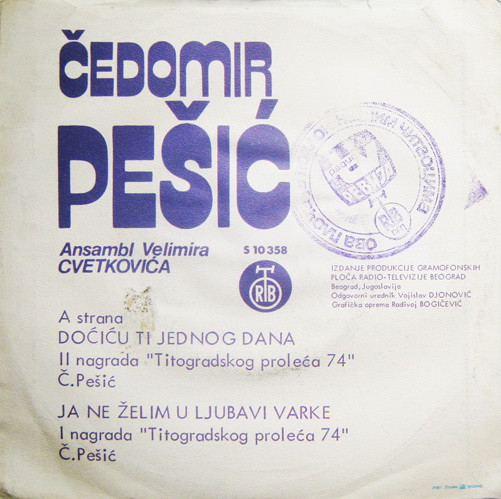 ČEDOMIR
PEŠIĆ
Ansambl Velimira
CVETKOVIĆA
S 10 358
RTB
IZDANJE PRODUKCIJE GRAMOFONSKIH
PLOČA RADIO-TELEVIZIJE BEOGRAD
Beograd, Jugoslavija
Odgovorni urednik Vojislav DJONOVIĆ
Grafička oprema Radivoj BOGIČEVIĆ
A strana
DOĆIĆU TI JEDNOG DANA
II nagrada "Titogradskog proleća 74"
Č.Pešić
JA NE ŽELIM U LJUBAVI VARKE
I nagrada "Titogradskog proleća 74"
Č.Pešić